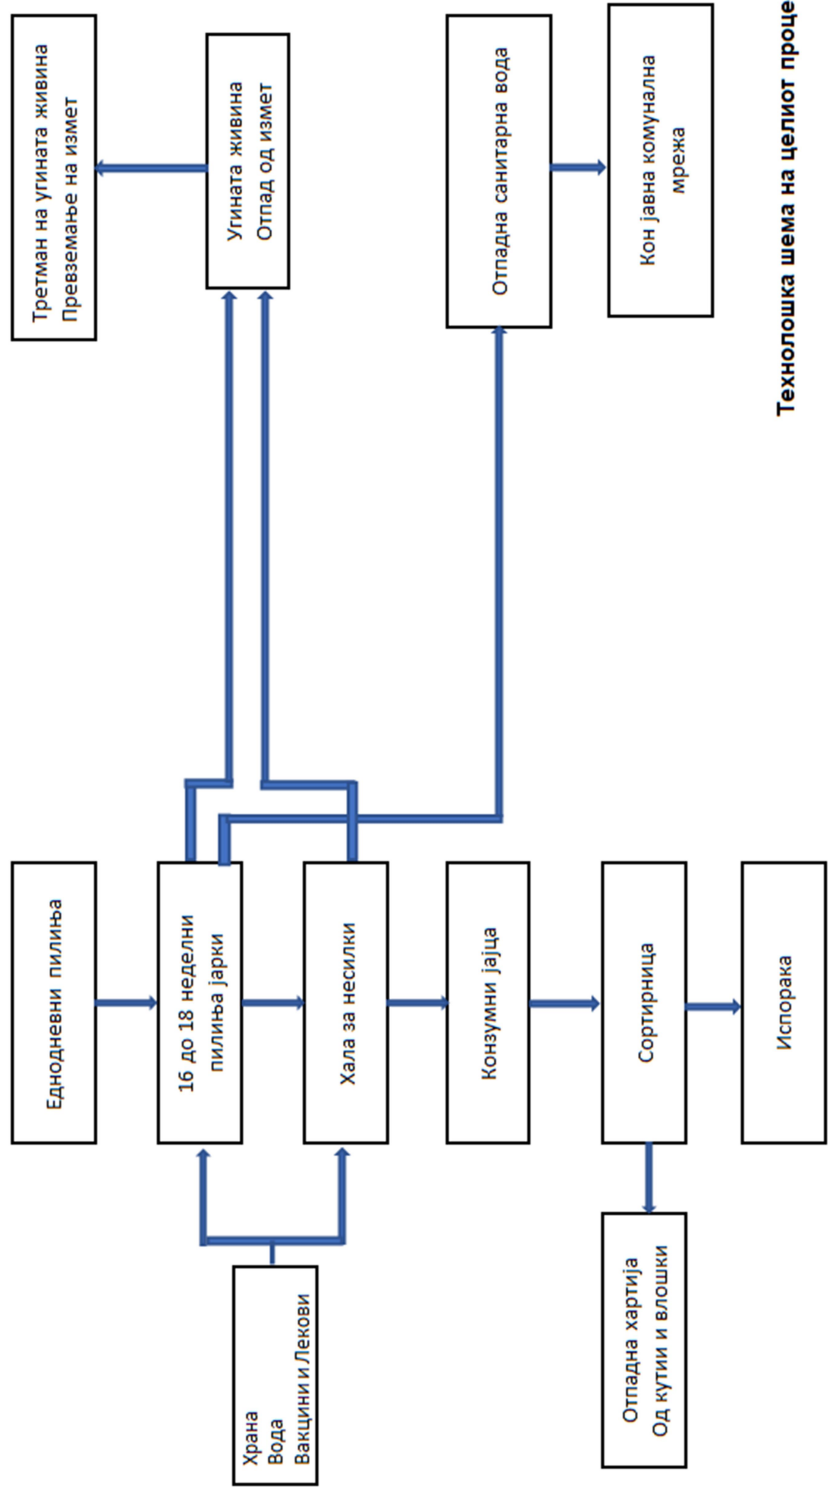 Храна
Вода
Вакцини и Лекови
Еднодневни пилиња
16 до 18 неделни
пилиња јарки
Хала за несилки
Конзумни јајца
Сортирница
Испорака
Отпадна хартија
Од кутии и влошки
Третман на угината живина
Превземање на измет
Угината живина
Отпад од измет
Отпадна санитарна вода
Кон јавна комунална
мрежа
Технолошка шема на целиот проце